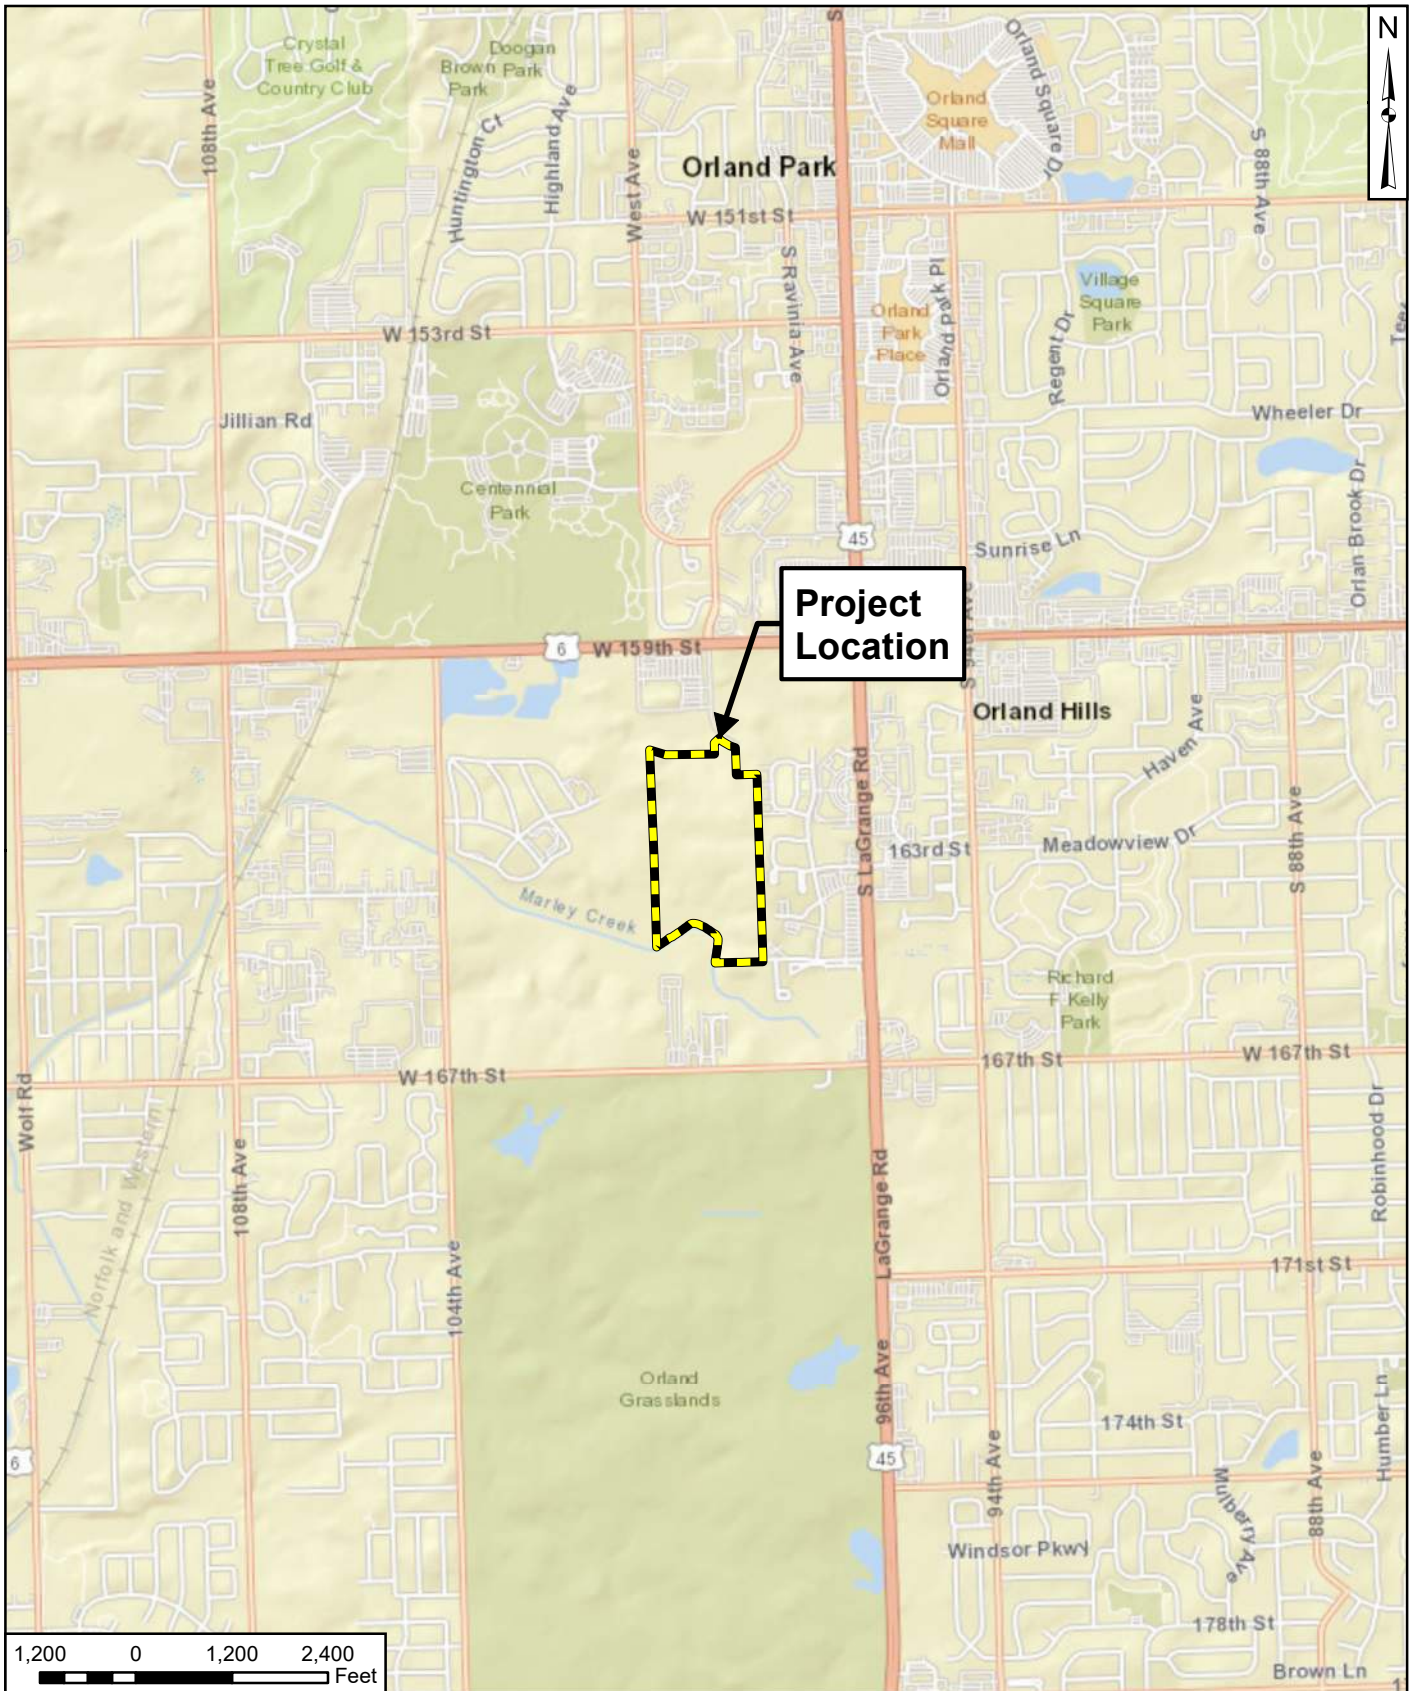 N
Crystal
Tree Golf &
Country Club
Doogan
Park
Brown
Park
108th Ave
Huntington Ct
Highland Ave
West Ave
Orland Park
W 151st St
S Ravinia Ave
Orland
Square
Mall
Orland Square Dr
S 88th Ave
Village
Square
Park
Orland
Park
Place
Orland Park Pl
Regent Dr
W 153rd St
Jillian Rd
Wheeler Dr
Centennial
Park
45
Sunrise Ln
Orlan Brook Dr
Project
Location
6
W 159th St
S 94th Ave
Orland Hills
Haven Ave
S LaGrange Rd
163rd St
Meadowview Dr
S 88th Ave
Marley Creek
Richard
F Kelly
Park
W 167th St
167th St
W 167th St
Wolf Rd
Norfolk and Western
108th Ave
104th Ave
LaGrange Rd
Robinhood Dr
171st St
Orland
Grasslands
96th Ave
174th St
Humber Ln
6
45
94th Ave
Mulberry Ave
88th Ave
Windsor Pkwy
178th St
Brown Ln
1,200 0 1,200 2,400
Feet